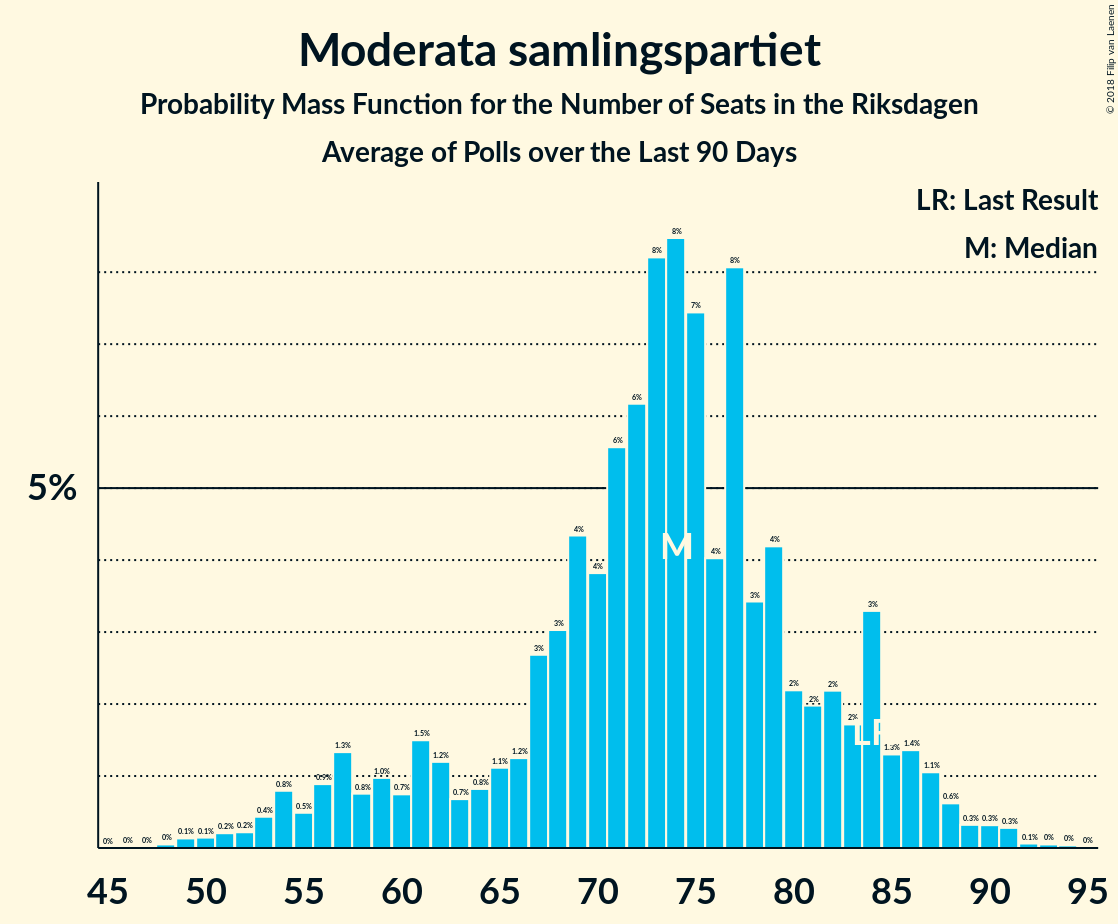 Moderata samlingspartiet
Probability Mass Function for the Number of Seats in the Riksdagen
Average of Polls over the Last 90 Days
© 2018 Filip van Laenen
LR: Last Result
M: Median
5%
0% 0% 0% 0% 0.1% 0.1% 0.2% 0.2% 0.4% 0.8% 0.5% 0.9% 1.3% 0.8% 1.0% 0.7% 1.5% 1.2% 0.7% 0.8% 1.1% 1.2% 3% 3% 4% 4% 6% 6% 8% 8% 7% 4% 8% 3% 4% 2% 2% 2% 2% 3% 1.3% 1.4% 1.1% 0.6% 0.3% 0.3% 0.3% 0.1% 0% 0% 0%
M
LR
45 50 55 60 65 70 75 80 85 90 95